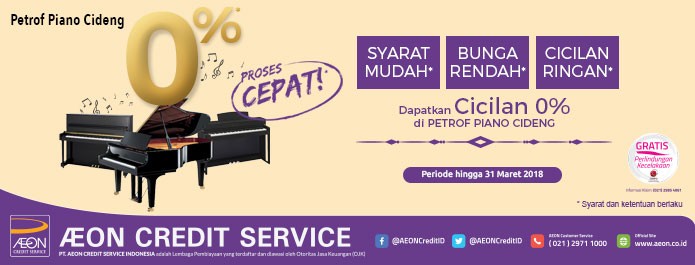 Petrof Piano Cideng
0%*
PROSES
CEPAT!*
SYARAT
MUDAH*
BUNGA
RENDAH*
CICILAN
RINGAN*
Dapatkan Cicilan 0%
di PETROF PIANO CIDENG
Periode hingga 31 Maret 2018
GRATIS
Perlindungan
Kecelakaan
* Syarat dan ketentuan berlaku
ÆON
CREDIT SERVICE
ÆON CREDIT SERVICE
PT. AEON CREDIT SERVICE INDONESIA adalah Lembaga Pembiayaan yang terdaftar dan diawasi oleh Otoritas Jasa Keuangan (OJK)
@AEONCreditID
@AEONCreditID
AEON Customer Service
( 021 ) 2971 1000
Official Site
www.aeon.co.id